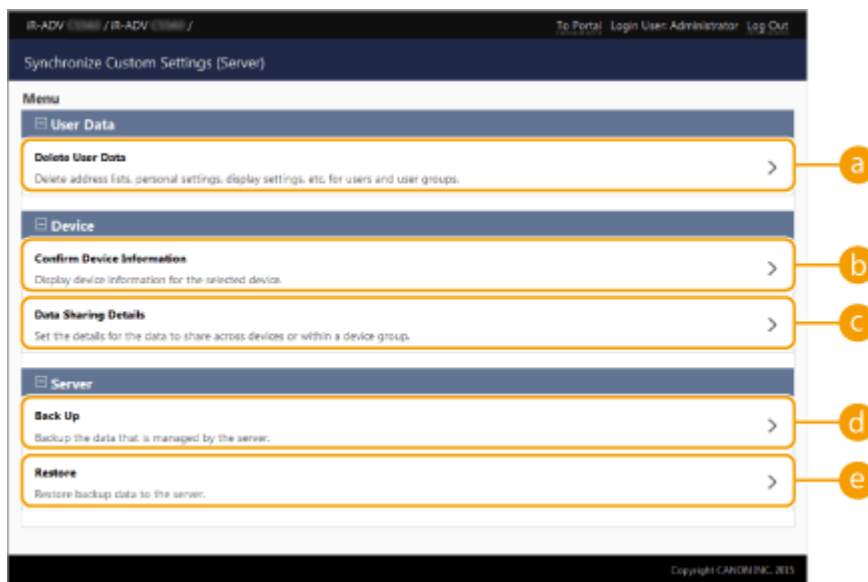 iR-ADV / iR-ADV /
To Portal Login User: Administrator Log Out
Synchronize Custom Settings (Server)
Menu
User Data
Delete User Data
Delete address lists, personal settings, display settings, etc. for users and user groups.
a
Device
Confirm Device Information
Display device information for the selected device.
b
Data Sharing Details
Set the details for the data to share across devices or within a device group.
c
Server
Back Up
Backup the data that is managed by the server.
d
Restore
Restore backup data to the server.
e
Copyright CANON INC. 2015